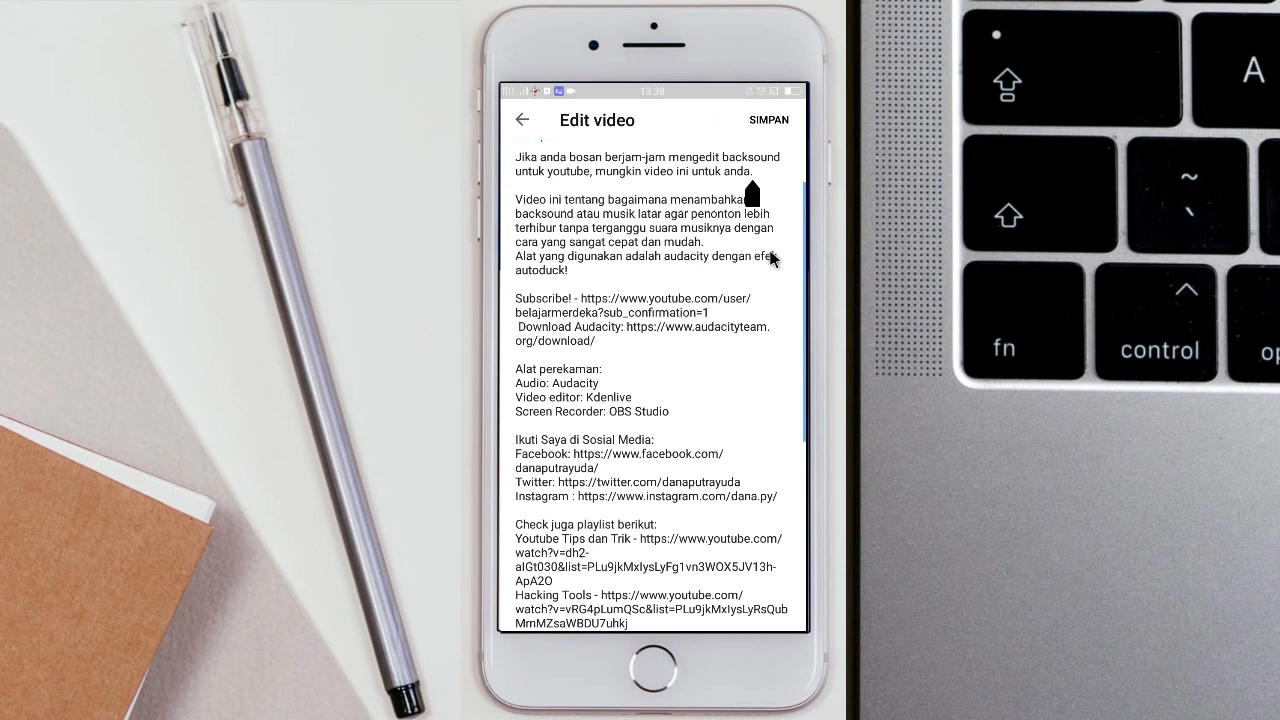 13.38
Edit video
SIMPAN
Jika anda bosan berjam-jam mengedit backsound
untuk youtube, mungkin video ini untuk anda.
Video ini tentang bagaimana menambahkan
backsound atau musik latar agar penonton lebih
terhibur tanpa terganggu suara musiknya dengan
cara yang sangat cepat dan mudah.
Alat yang digunakan adalah audacity dengan efek
autoduck!
Subscribe! - https://www.youtube.com/user/
belajarmerdeka?sub_confirmation=1
Download Audacity: https://www.audacityteam.
org/download/
Alat perekaman:
Audio: Audacity
Video editor: Kdenlive
Screen Recorder: OBS Studio
Ikuti Saya di Sosial Media:
Facebook: https://www.facebook.com/
danaputrayuda/
Twitter: https://twitter.com/danaputrayuda
Instagram : https://www.instagram.com/dana.py/
Check juga playlist berikut:
Youtube Tips dan Trik - https://www.youtube.com/
watch?v=dh2-
aIGt030&list=PLu9jkMxIysLyFg1vn3WOX5JV13h-
ApA2O
Hacking Tools - https://www.youtube.com/
watch?v=vRG4pLumQSc&list=PLu9jkMxIysLyRsQub
MrnMZsaWBDU7uhkj
A
~
`
fn
control
op